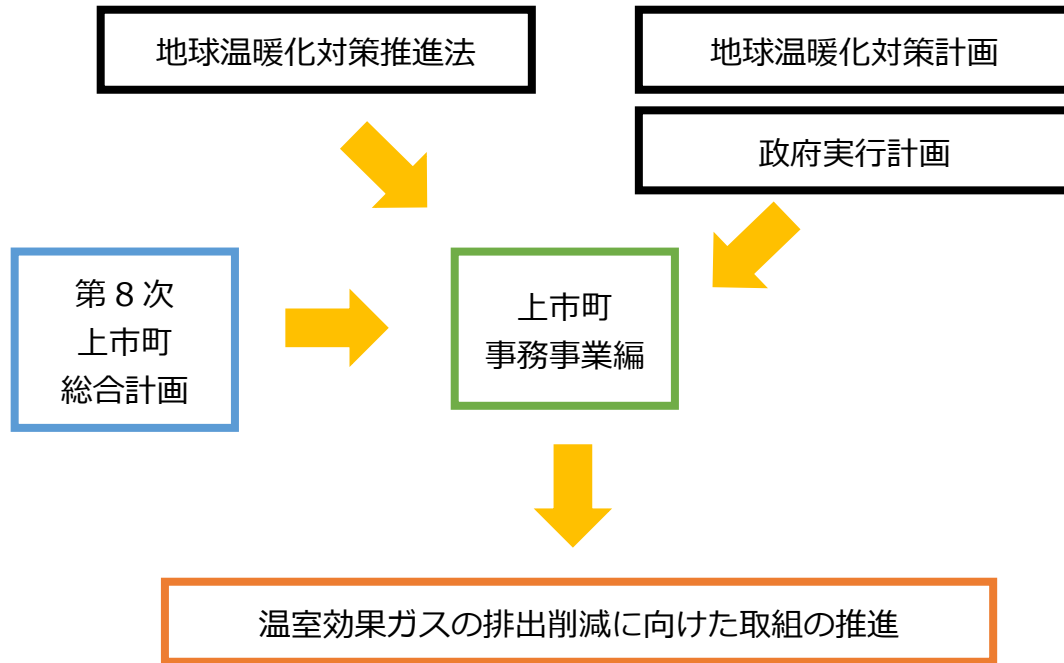 地球温暖化対策推進法
地球温暖化対策計画
政府実行計画
第８次
上市町
総合計画
上市町
事務事業編
温室効果ガスの排出削減に向けた取組の推進